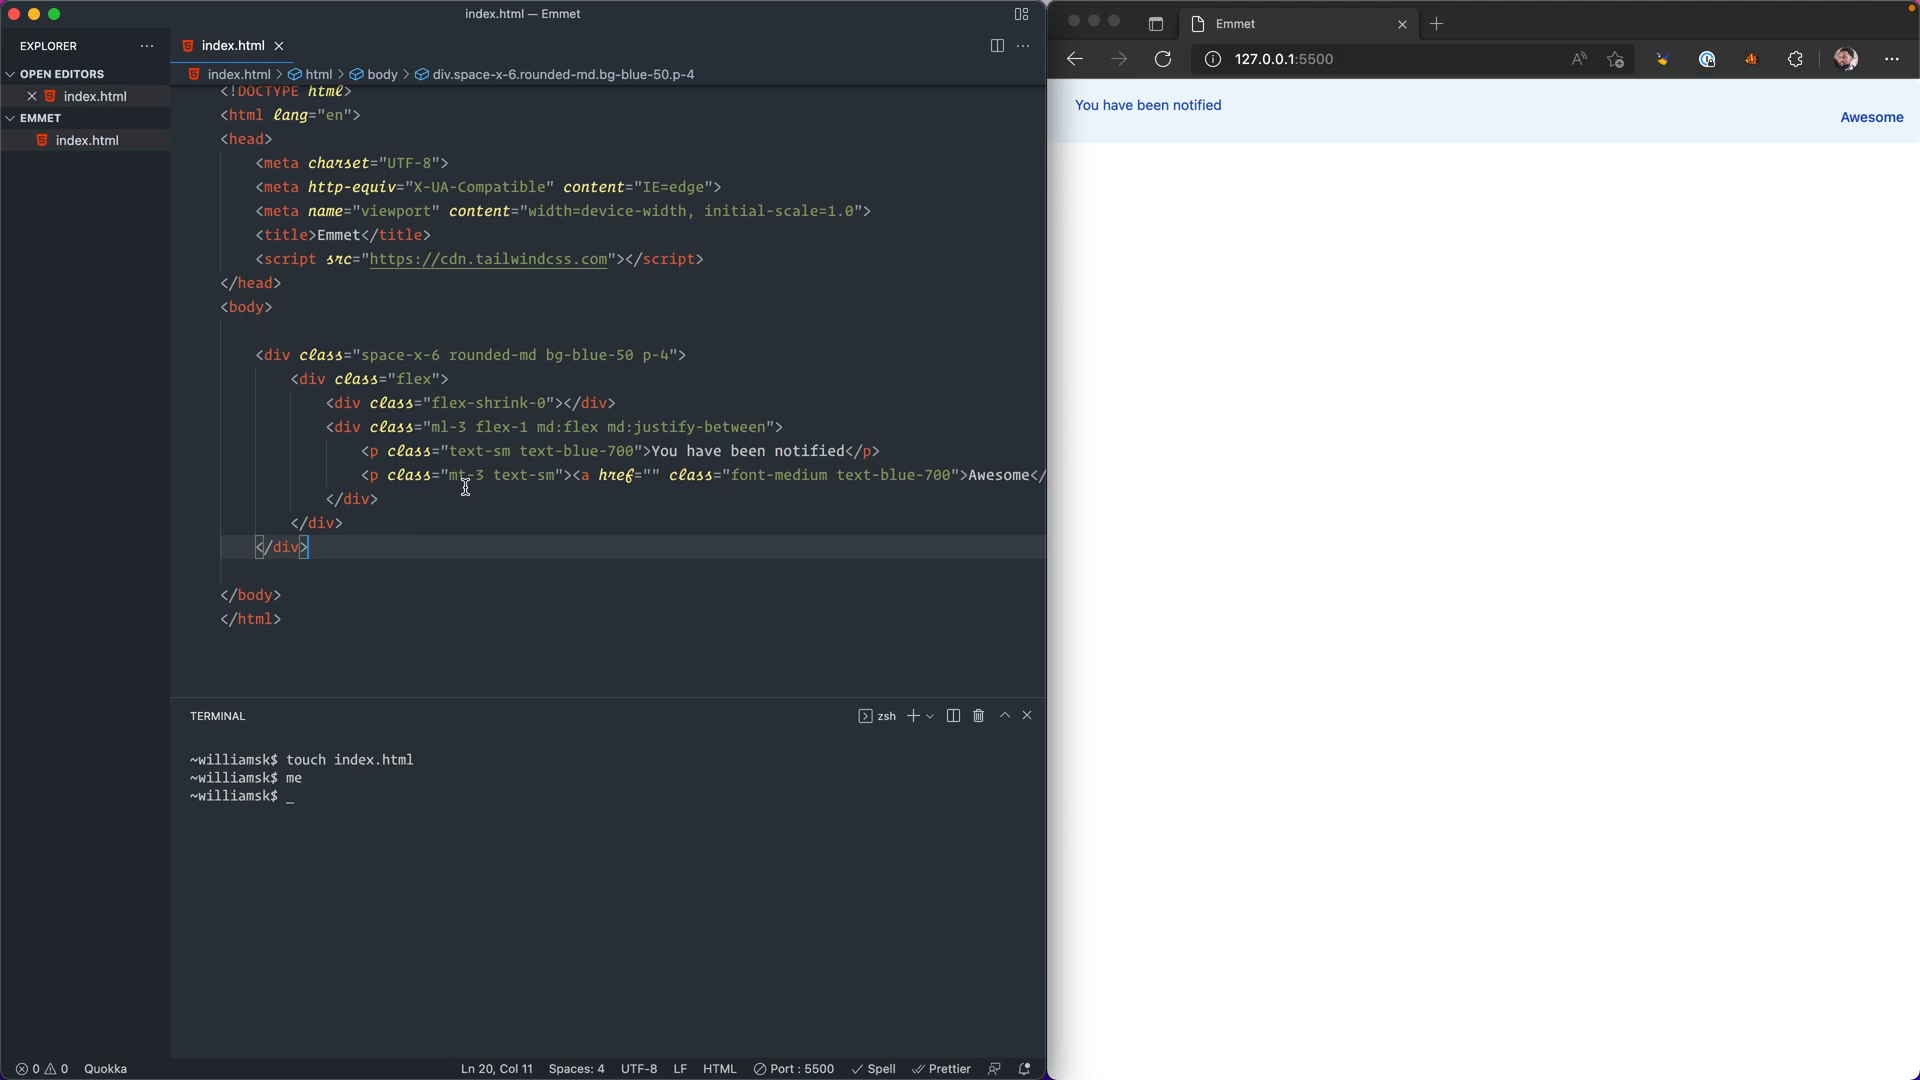 index.html — Emmet
EXPLORER
OPEN EDITORS
index.html
EMMET
index.html
index.html
index.html > html > body > div.space-x-6.rounded-md.bg-blue-50.p-4
<!DOCTYPE html>
<html lang="en">
<head>
<meta charset="UTF-8">
<meta http-equiv="X-UA-Compatible" content="IE=edge">
<meta name="viewport" content="width=device-width, initial-scale=1.0">
<title>Emmet</title>
<script src="https://cdn.tailwindcss.com"></script>
</head>
<body>
<div class="space-x-6 rounded-md bg-blue-50 p-4">
<div class="flex">
<div class="flex-shrink-0"></div>
<div class="ml-3 flex-1 md:flex md:justify-between">
<p class="text-sm text-blue-700">You have been notified</p>
<p class="mt-3 text-sm"><a href="" class="font-medium text-blue-700">Awesome</
</div>
</div>
</div>
</body>
</html>
TERMINAL
zsh
~williamsk$ touch index.html
~williamsk$ me
~williamsk$ _
0 0 Quokka
Ln 20, Col 11 Spaces: 4 UTF-8 LF HTML Port : 5500 Spell Prettier
Emmet
127.0.0.1:5500
You have been notified
Awesome